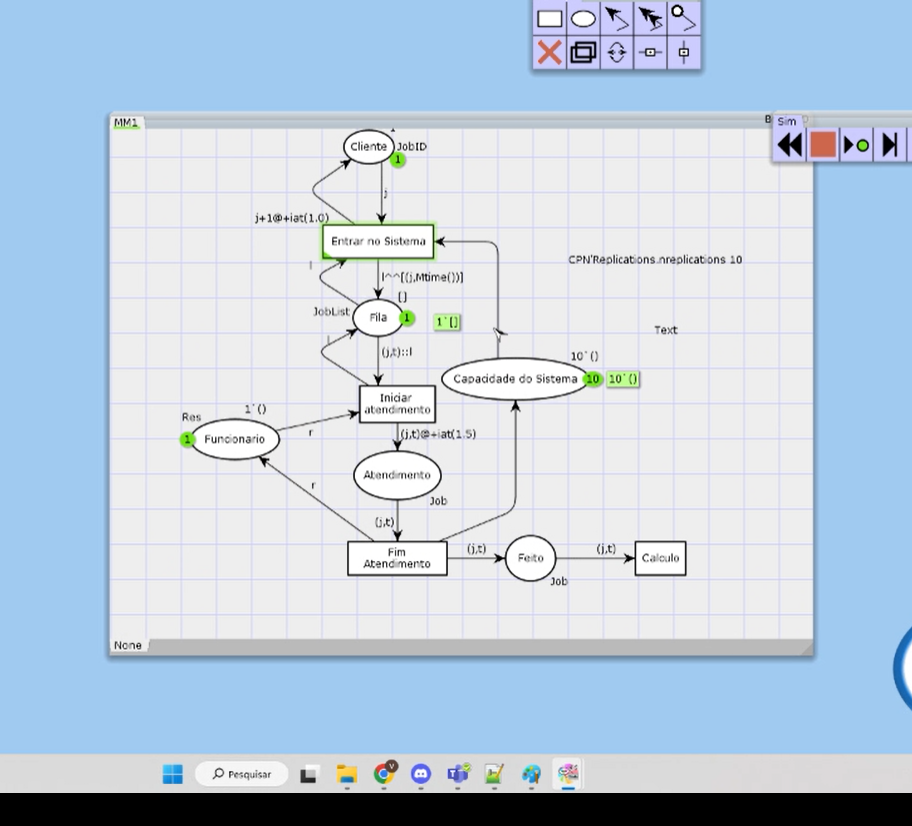 MM1
Sim
Cliente
JobID
1
j
j+1@+iat(1.0)
Entrar no Sistema
CPN'Replications.nreplications 10
l
l^^[(j,Mtime())]
[]
JobList
Fila
1
1`[]
Text
l
(j,t)::l
10`()
Capacidade do Sistema
10
10`()
Iniciar
atendimento
1`()
Res
1
Funcionario
r
(j,t)@+iat(1.5)
Atendimento
r
Job
(j,t)
Fim
Atendimento
(j,t)
Feito
(j,t)
Calculo
Job
None
Pesquisar